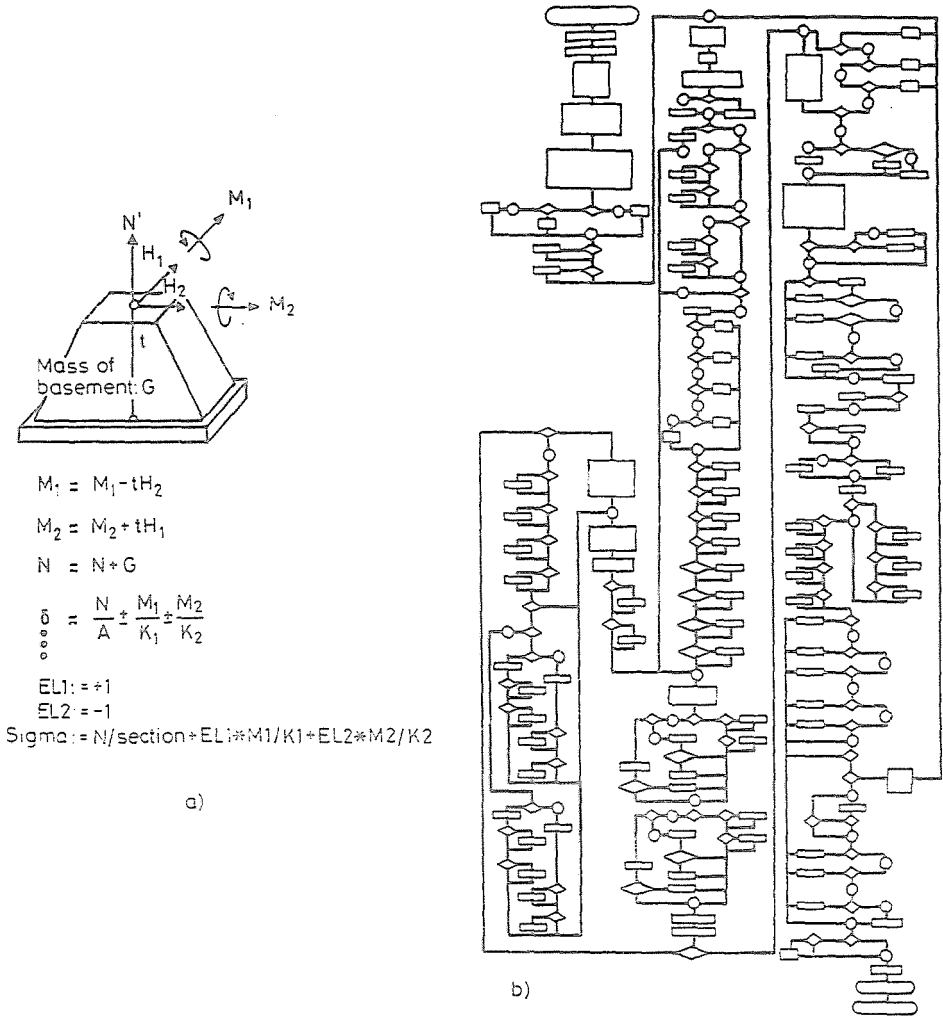 N'
M₁
H₁
H₂
M₂
t
Mass of
basement: G
M₁ = M₁-tH₂
M₂ = M₂+tH₁
N = N+G
δ = N/A ± M₁/K₁ ± M₂/K₂
EL1: = +1
EL2: = -1
Sigma: = N/section+EL1*M1/K1+EL2*M2/K2
a)
b)